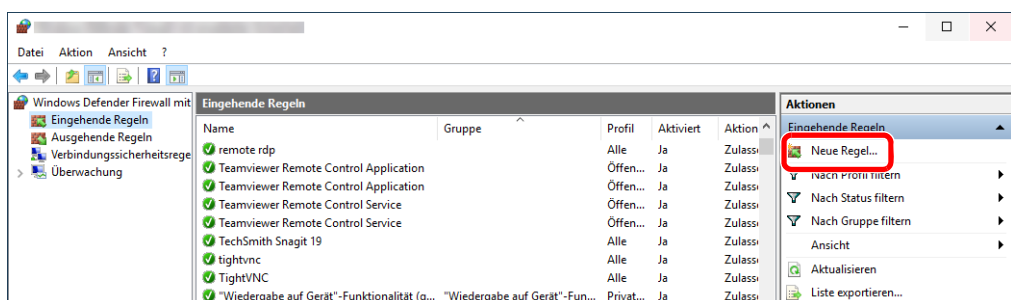 Datei Aktion Ansicht ?
Windows Defender Firewall mit
Eingehende Regeln
Ausgehende Regeln
Verbindungssicherheitsrege
Überwachung
Eingehende Regeln
Name Gruppe Profil Aktiviert Aktion
remote rdp Alle Ja Zulass
Teamviewer Remote Control Application Öffen... Ja Zulass
Teamviewer Remote Control Application Öffen... Ja Zulass
Teamviewer Remote Control Service Öffen... Ja Zulass
Teamviewer Remote Control Service Öffen... Ja Zulass
TechSmith Snagit 19 Alle Ja Zulass
tightvnc Alle Ja Zulass
TightVNC Alle Ja Zulass
"Wiedergabe auf Gerät"-Funktionalität (q... "Wiedergabe auf Gerät"-Fun... Privat... Ja Zulass
Aktionen
Eingehende Regeln
Neue Regel...
Nach Profil filtern
Nach Status filtern
Nach Gruppe filtern
Ansicht
Aktualisieren
Liste exportieren...